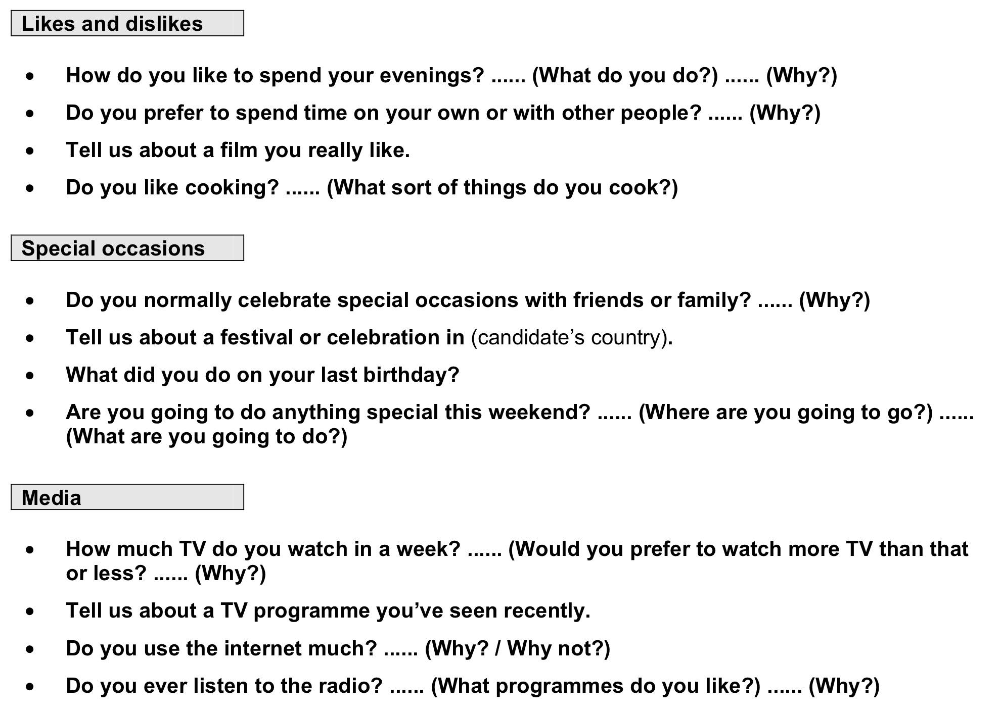 Likes and dislikes
• How do you like to spend your evenings? ...... (What do you do?) ...... (Why?)
• Do you prefer to spend time on your own or with other people? ...... (Why?)
• Tell us about a film you really like.
• Do you like cooking? ...... (What sort of things do you cook?)
Special occasions
• Do you normally celebrate special occasions with friends or family? ...... (Why?)
• Tell us about a festival or celebration in (candidate’s country).
• What did you do on your last birthday?
• Are you going to do anything special this weekend? ...... (Where are you going to go?) ......
(What are you going to do?)
Media
• How much TV do you watch in a week? ...... (Would you prefer to watch more TV than that
or less? ...... (Why?)
• Tell us about a TV programme you’ve seen recently.
• Do you use the internet much? ...... (Why? / Why not?)
• Do you ever listen to the radio? ...... (What programmes do you like?) ...... (Why?)